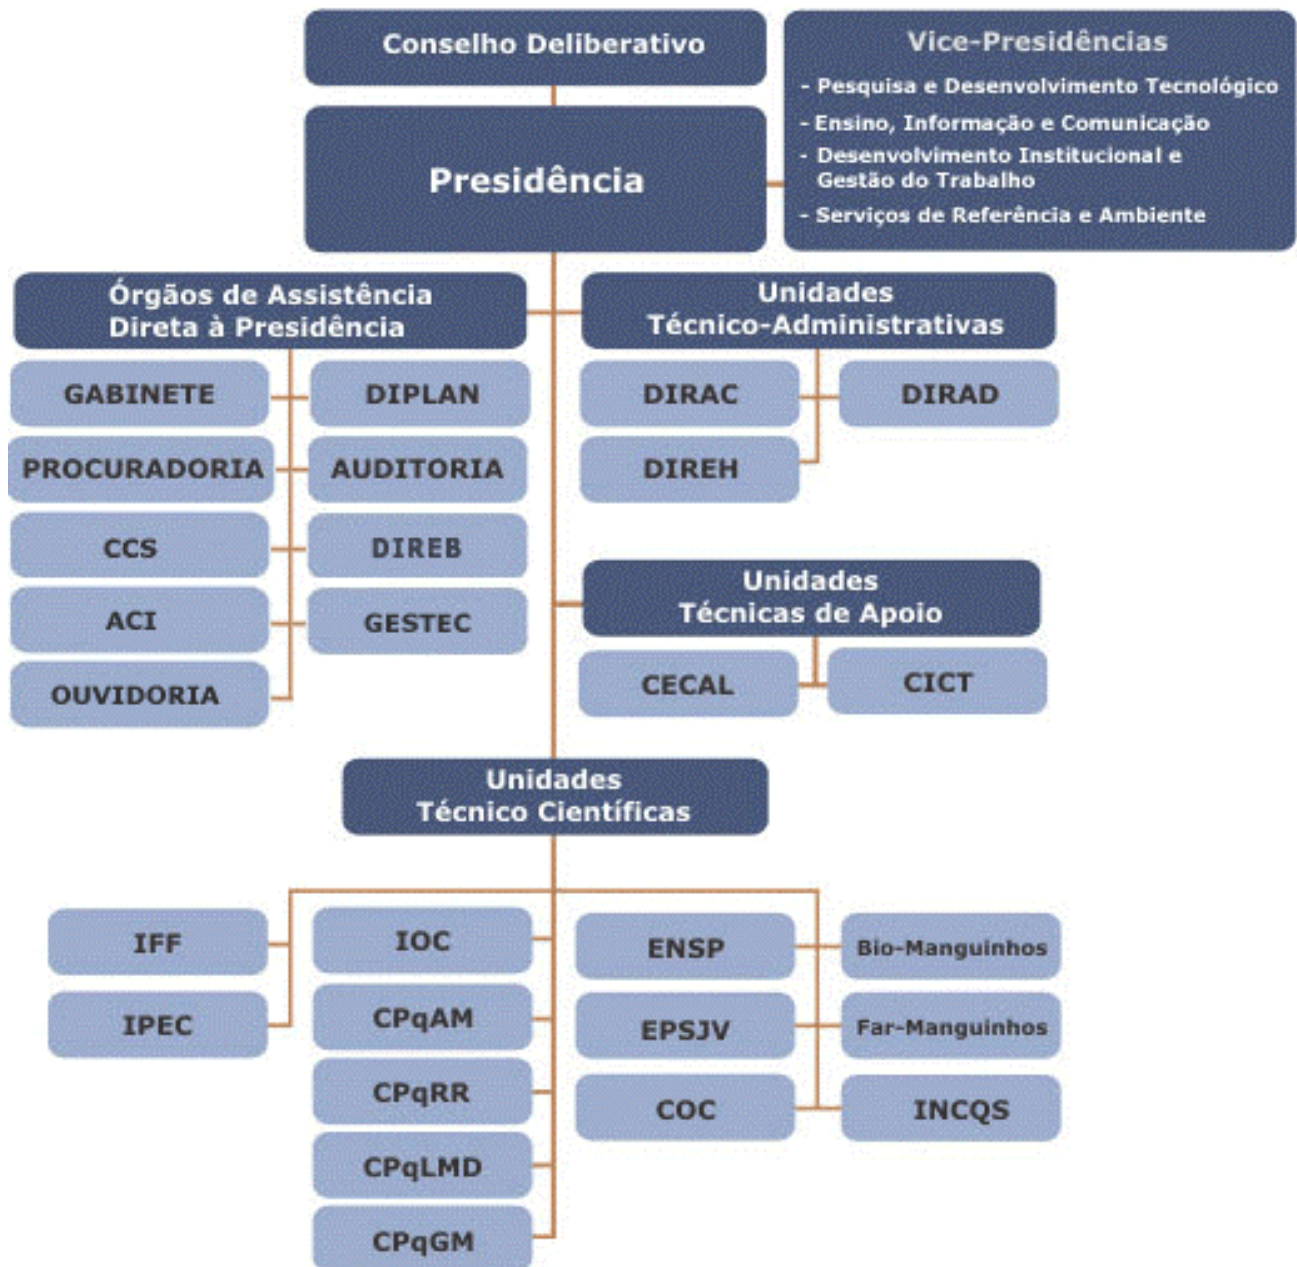 Conselho Deliberativo
Presidência
Vice-Presidências
- Pesquisa e Desenvolvimento Tecnológico
- Ensino, Informação e Comunicação
- Desenvolvimento Institucional e
Gestão do Trabalho
- Serviços de Referência e Ambiente
Órgãos de Assistência
Direta à Presidência
GABINETE
DIPLAN
PROCURADORIA
AUDITORIA
CCS
DIREB
ACI
GESTEC
OUVIDORIA
Unidades
Técnico-Administrativas
DIRAC
DIRAD
DIREH
Unidades
Técnicas de Apoio
CECAL
CICT
Unidades
Técnico Científicas
IFF
IPEC
IOC
CPqAM
CPqRR
CPqLMD
CPqGM
ENSP
Bio-Manguinhos
EPSJV
Far-Manguinhos
COC
INCQS